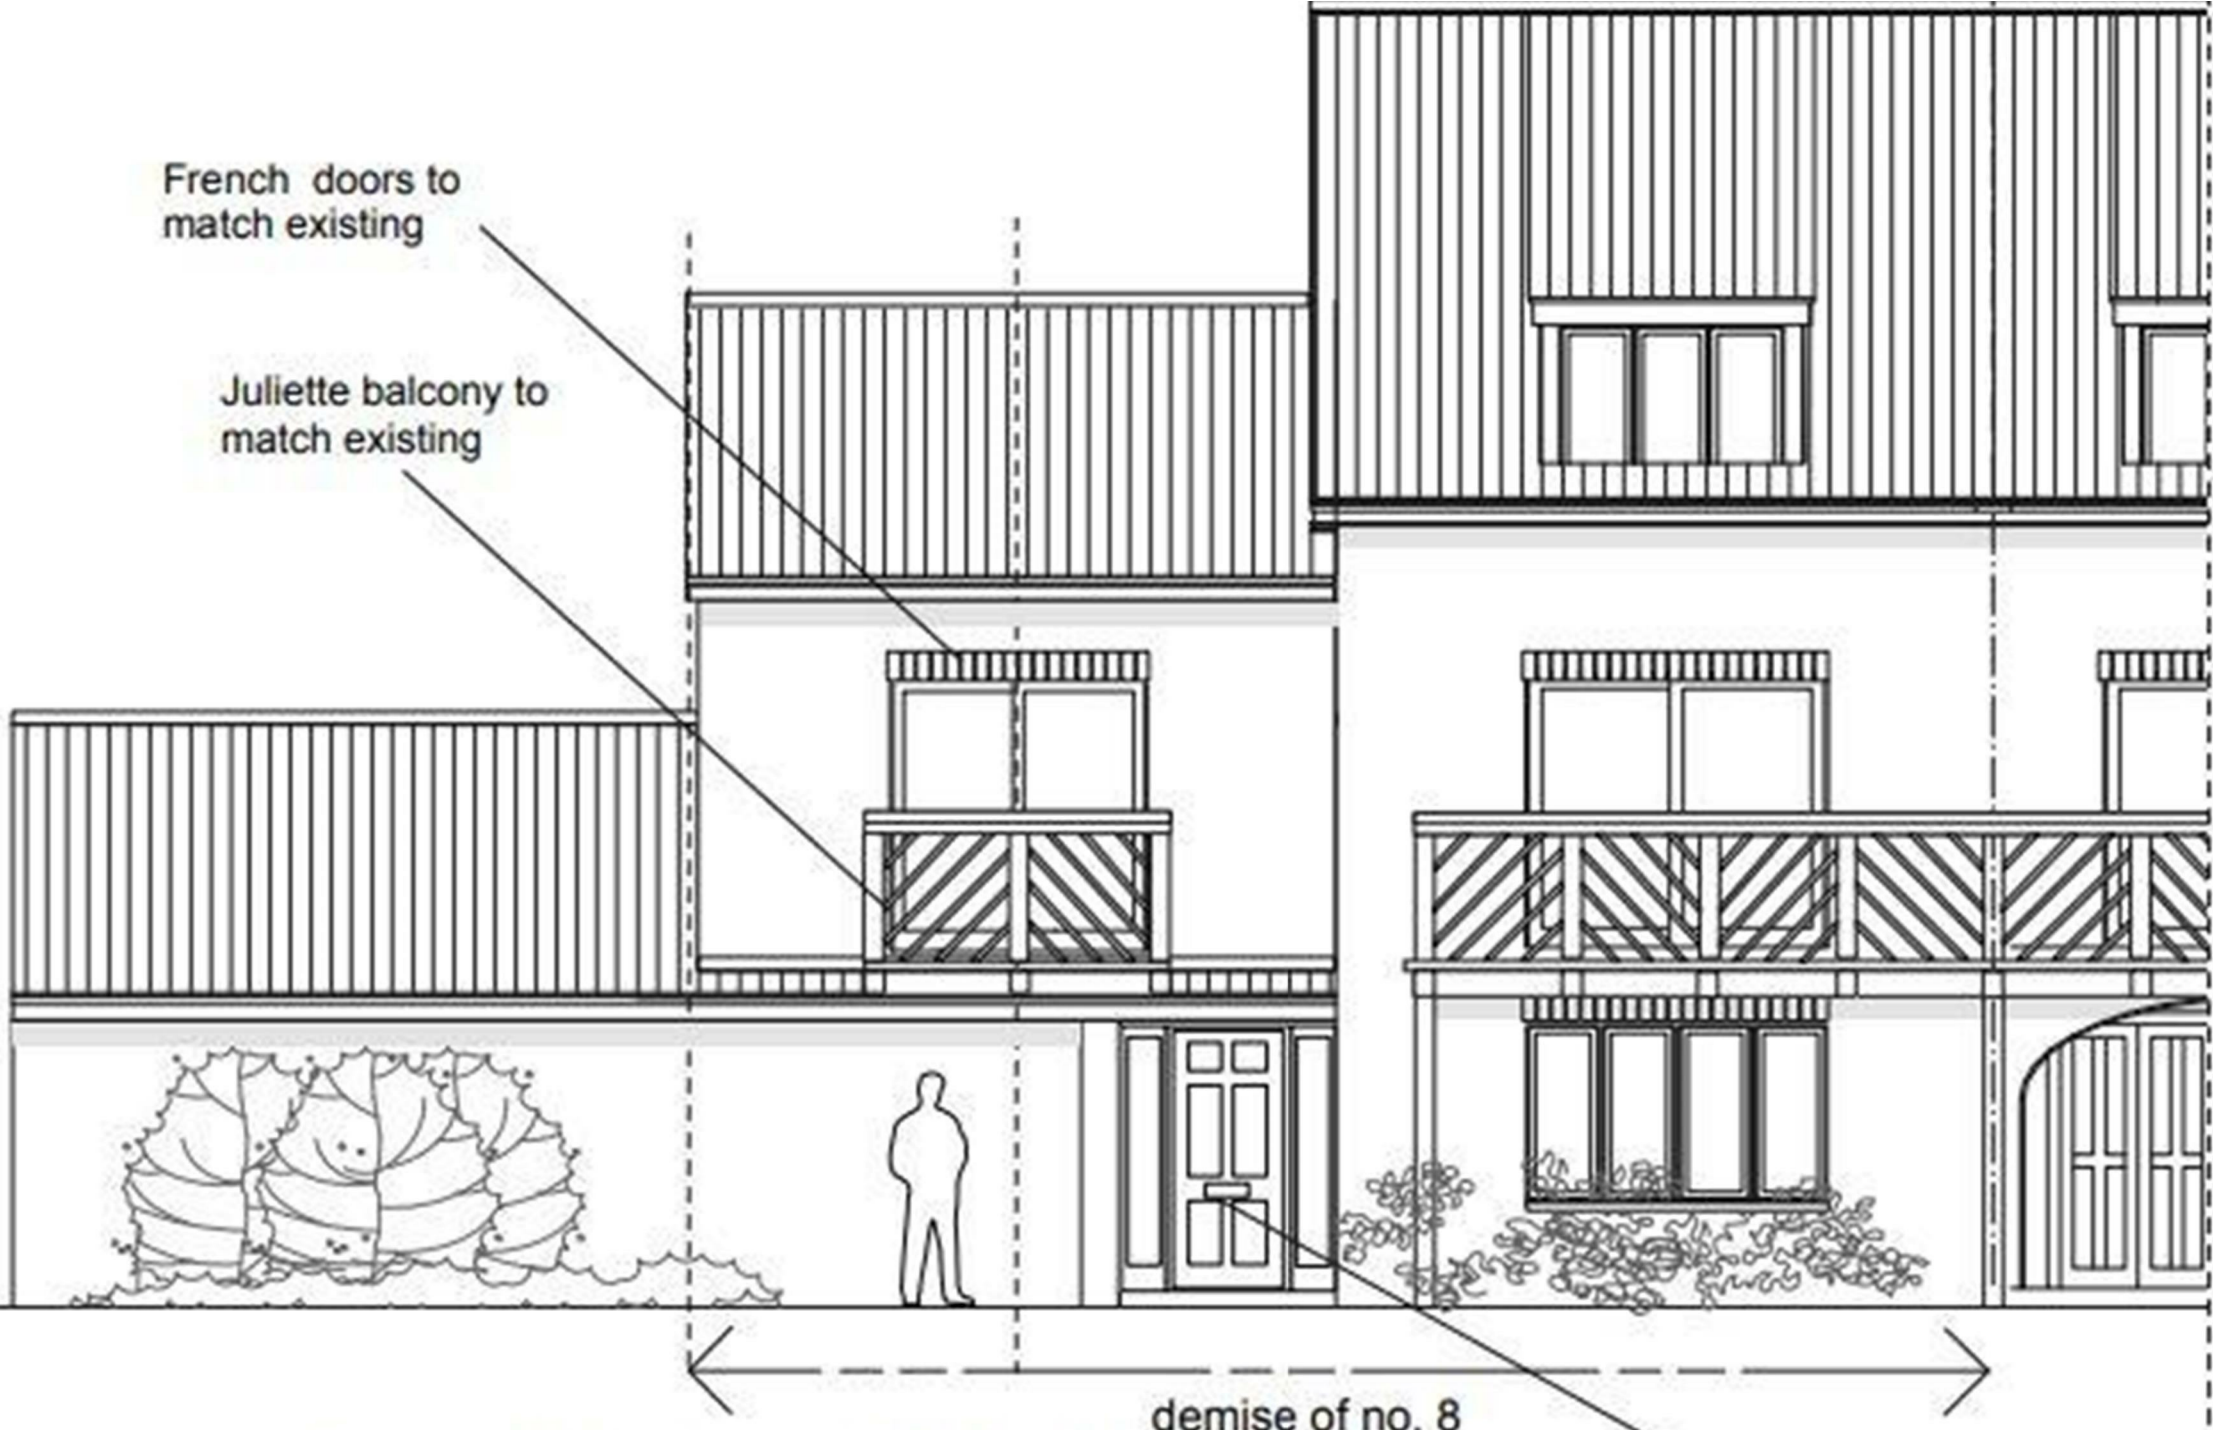 French doors to
match existing
Juliette balcony to
match existing
demise of no. 8